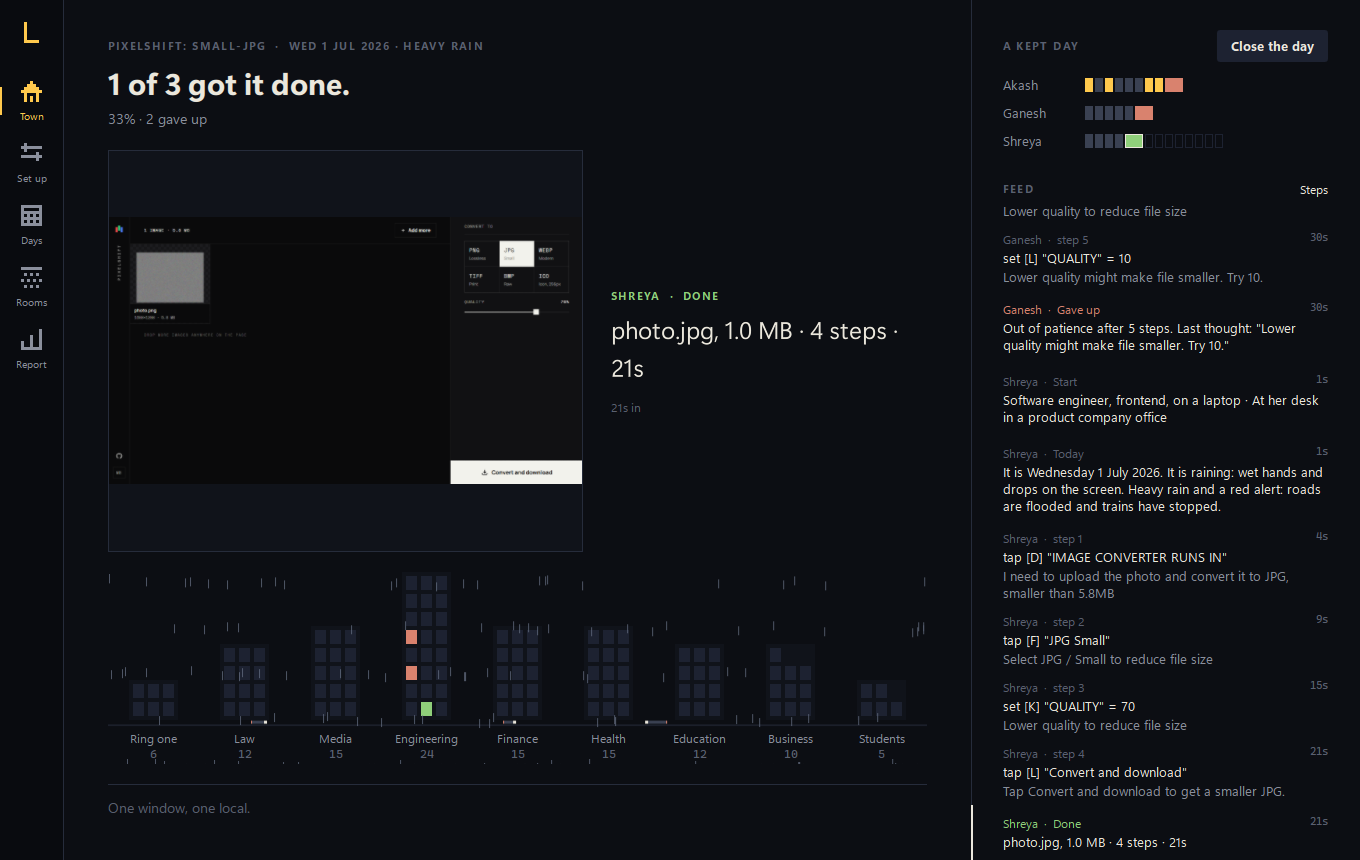 L
Town
Set up
Days
Rooms
Report
PIXELSHIFT: SMALL-JPG · WED 1 JUL 2026 · HEAVY RAIN
1 of 3 got it done.
33% · 2 gave up
+ Add more
CONVERT TO
PNG
JPG
WEBP
TIFF
BMP
ICO
QUALITY
photo.png
Convert and download
SHREYA · DONE
photo.jpg, 1.0 MB · 4 steps ·
21s
21s in
Ring one
6
Law
12
Media
15
Engineering
24
Finance
15
Health
15
Education
12
Business
10
Students
5
One window, one local.
A KEPT DAY
Close the day
Akash
Ganesh
Shreya
FEED
Steps
Lower quality to reduce file size
Ganesh · step 5
30s
set [L] "QUALITY" = 10
Lower quality might make file smaller. Try 10.
Ganesh · Gave up
30s
Out of patience after 5 steps. Last thought: "Lower
quality might make file smaller. Try 10."
Shreya · Start
1s
Software engineer, frontend, on a laptop · At her desk
in a product company office
Shreya · Today
1s
It is Wednesday 1 July 2026. It is raining: wet hands and
drops on the screen. Heavy rain and a red alert: roads
are flooded and trains have stopped.
Shreya · step 1
4s
tap [D] "IMAGE CONVERTER RUNS IN"
I need to upload the photo and convert it to JPG,
smaller than 5.8MB
Shreya · step 2
9s
tap [F] "JPG Small"
Select JPG / Small to reduce file size
Shreya · step 3
15s
set [K] "QUALITY" = 70
Lower quality to reduce file size
Shreya · step 4
21s
tap [L] "Convert and download"
Tap Convert and download to get a smaller JPG.
Shreya · Done
21s
photo.jpg, 1.0 MB · 4 steps · 21s